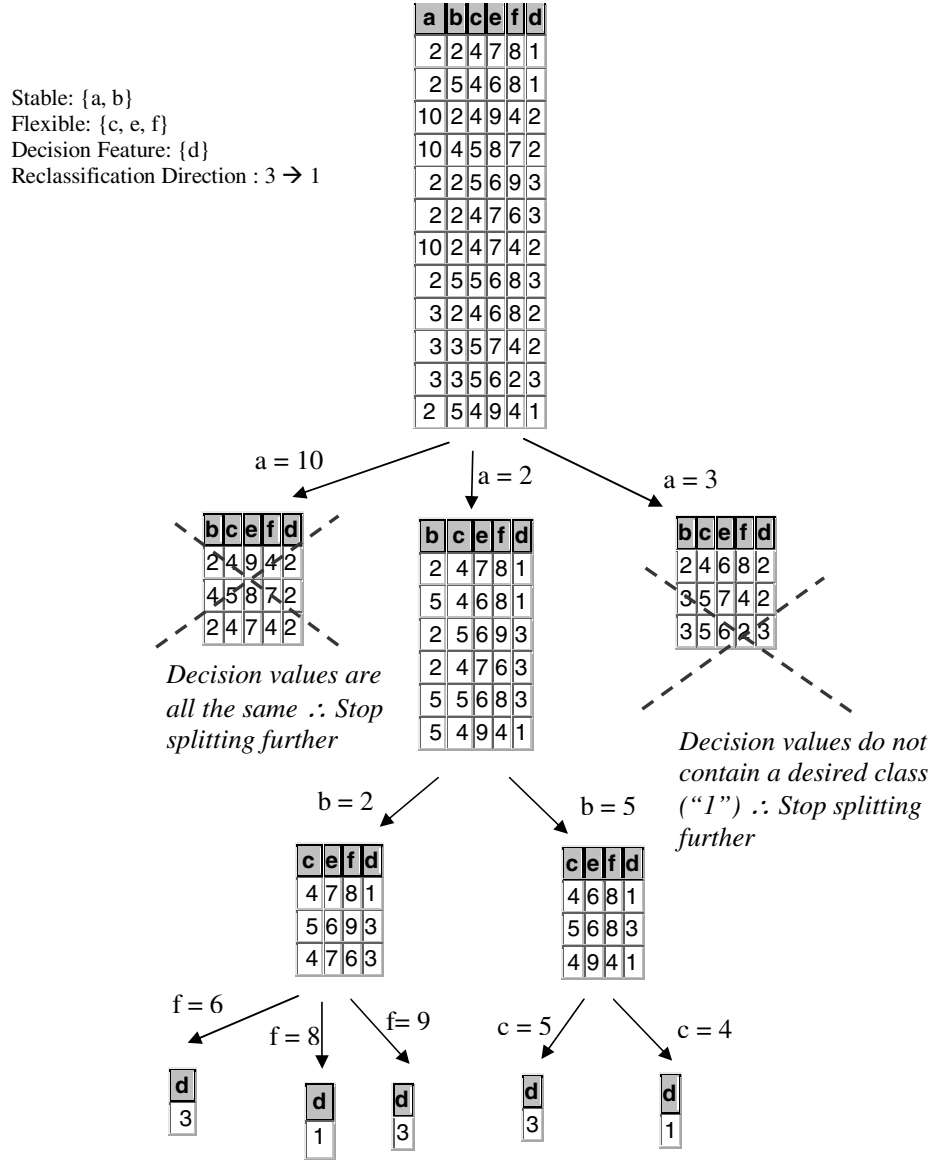 a b c e f d
2 2 4 7 8 1
2 5 4 6 8 1
10 2 4 9 4 2
10 4 5 8 7 2
2 2 5 6 9 3
2 2 4 7 6 3
10 2 4 7 4 2
2 5 5 6 8 3
3 2 4 6 8 2
3 3 5 7 4 2
3 3 5 6 2 3
2 5 4 9 4 1
Stable: {a, b}
Flexible: {c, e, f}
Decision Feature: {d}
Reclassification Direction : 3 → 1
a = 10
a = 2
a = 3
b c e f d
2 4 9 4 2
4 5 8 7 2
2 4 7 4 2
Decision values are
all the same ∴ Stop
splitting further
b c e f d
2 4 7 8 1
5 4 6 8 1
2 5 6 9 3
2 4 7 6 3
5 5 6 8 3
5 4 9 4 1
b c e f d
2 4 6 8 2
3 5 7 4 2
3 5 6 2 3
Decision values do not
contain a desired class
(“1”) ∴ Stop splitting
further
b = 2
b = 5
c e f d
4 7 8 1
5 6 9 3
4 7 6 3
c e f d
4 6 8 1
5 6 8 3
4 9 4 1
f = 6
f = 8
f= 9
c = 5
c = 4
d
3
d
1
d
3
d
3
d
1